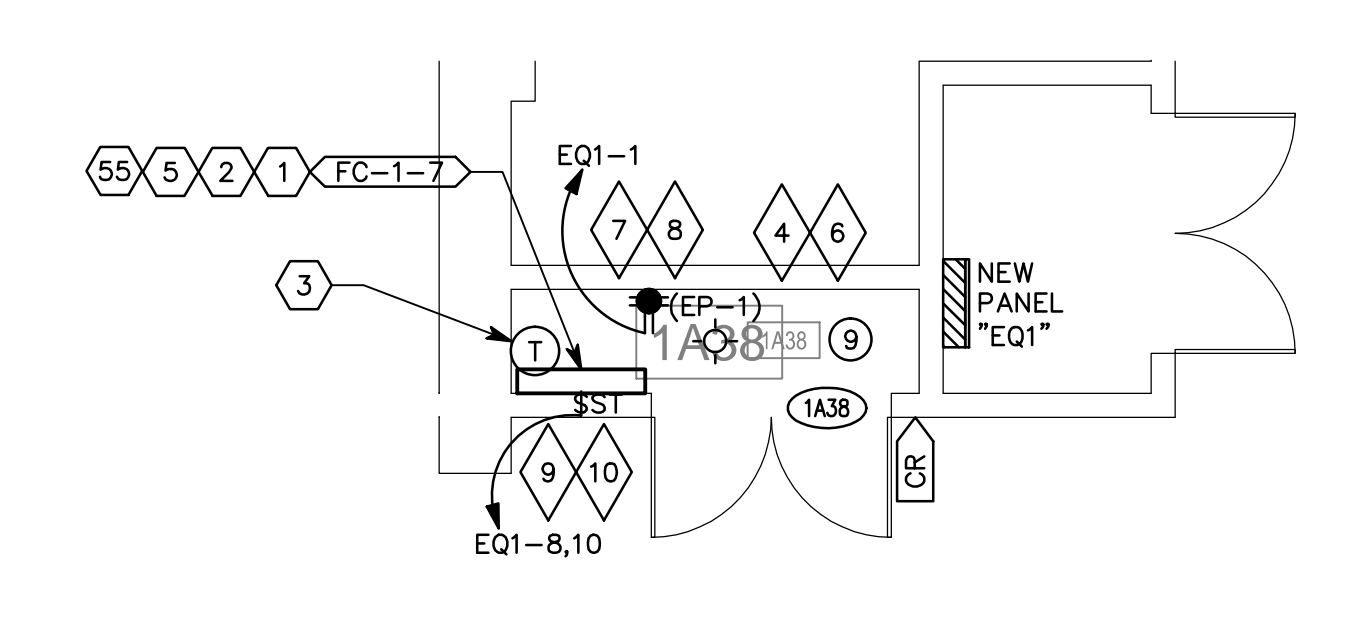 EQ1-1
55 5 2 1 FC-1-7
7 8 4 6
3
NEW
PANEL
"EQ1"
(EP-1)
1A38 1A38 9
T
$ST
1A38
9 10
CR
EQ1-8,10